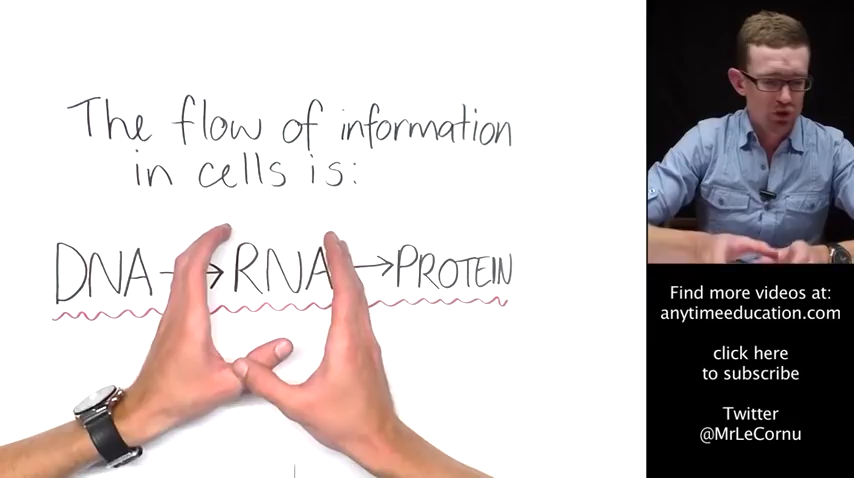 The flow of information
in cells is:
DNA → RNA → PROTEIN
Find more videos at:
anytimeeducation.com
click here
to subscribe
Twitter
@MrLeCornu